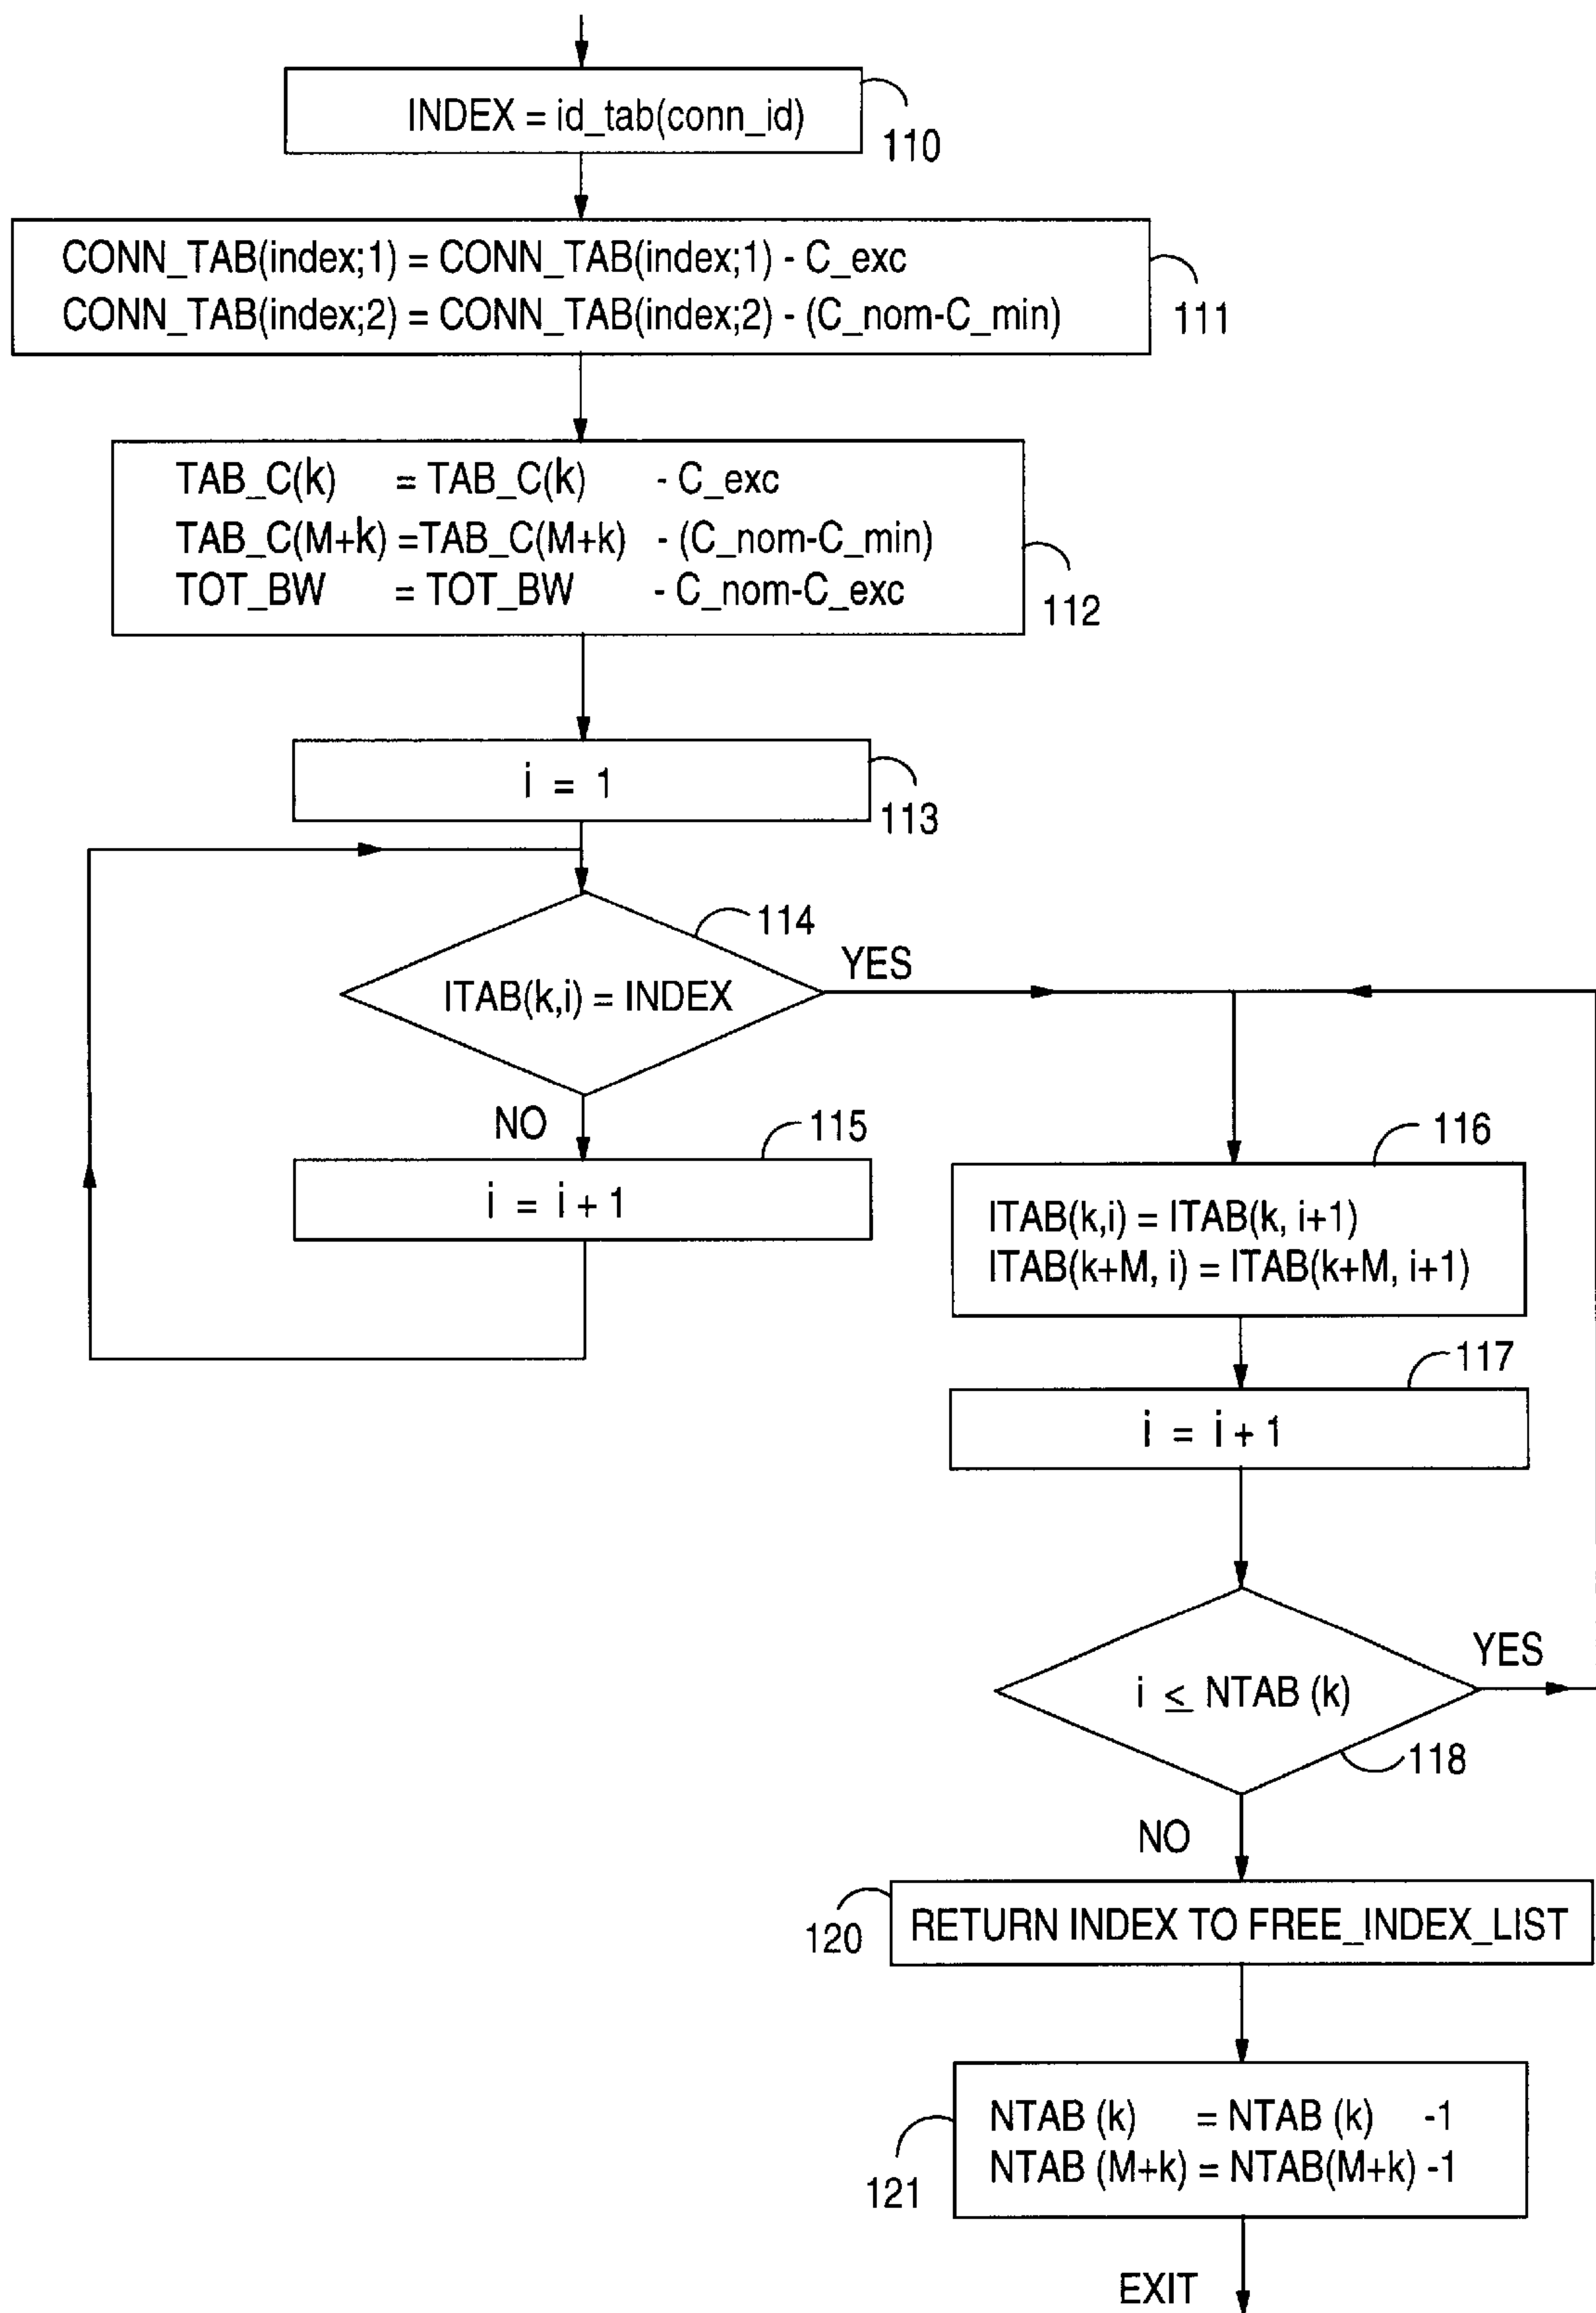 INDEX = id_tab(conn_id)
110
CONN_TAB(index;1) = CONN_TAB(index;1) - C_exc
CONN_TAB(index;2) = CONN_TAB(index;2) - (C_nom-C_min)
111
TAB_C(k) = TAB_C(k) - C_exc
TAB_C(M+k) =TAB_C(M+k) - (C_nom-C_min)
TOT_BW = TOT_BW - C_nom-C_exc
112
i = 1
113
114
ITAB(k,i) = INDEX
YES
NO
115
i = i + 1
116
ITAB(k,i) = ITAB(k, i+1)
ITAB(k+M, i) = ITAB(k+M, i+1)
117
i = i + 1
i ≤ NTAB (k)
YES
118
NO
120
RETURN INDEX TO FREE_INDEX_LIST
NTAB (k) = NTAB (k) -1
NTAB (M+k) = NTAB(M+k) -1
121
EXIT